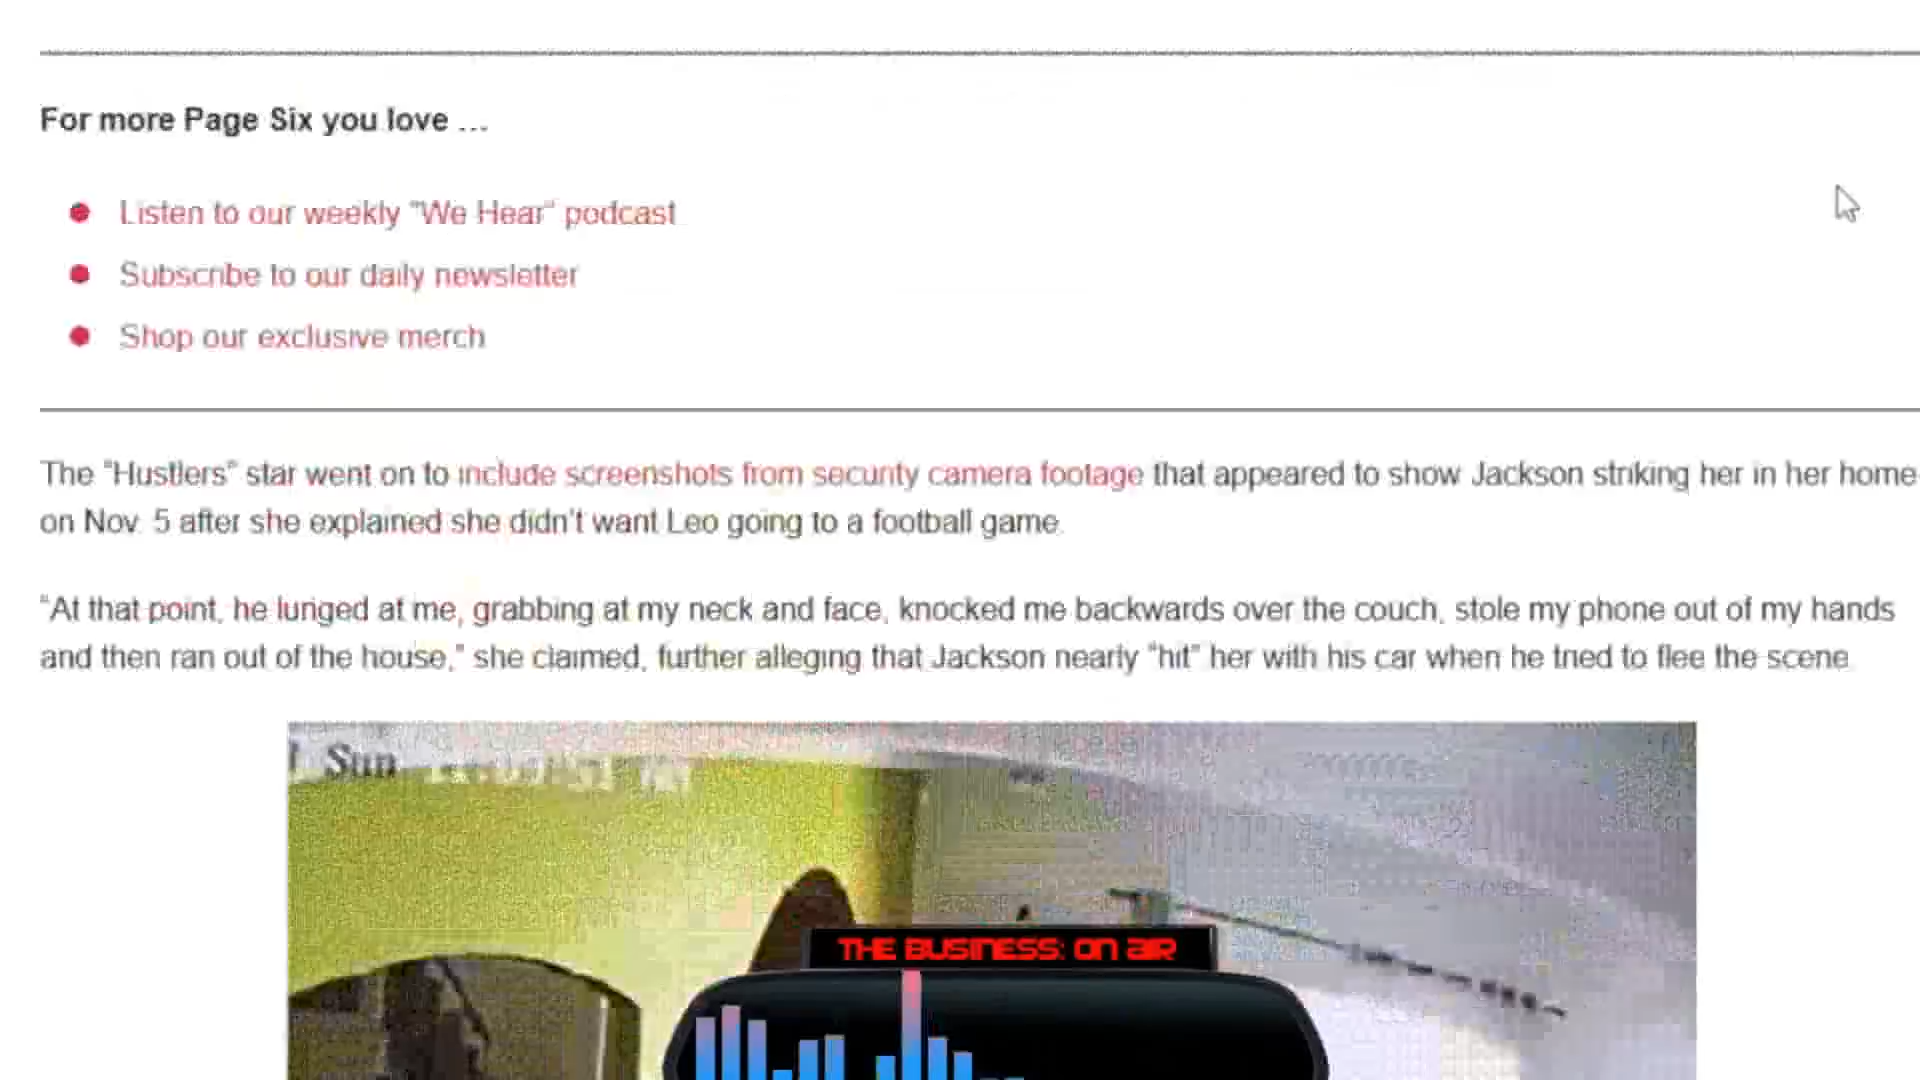 For more Page Six you love ...
Listen to our weekly "We Hear" podcast
Subscribe to our daily newsletter
Shop our exclusive merch
The "Hustlers" star went on to include screenshots from security camera footage that appeared to show Jackson striking her in her home
on Nov. 5 after she explained she didn't want Leo going to a football game.
"At that point, he lunged at me, grabbing at my neck and face, knocked me backwards over the couch, stole my phone out of my hands
and then ran out of the house," she claimed, further alleging that Jackson nearly "hit" her with his car when he tried to flee the scene.
Sun
THE BUSINESS: ON AIR